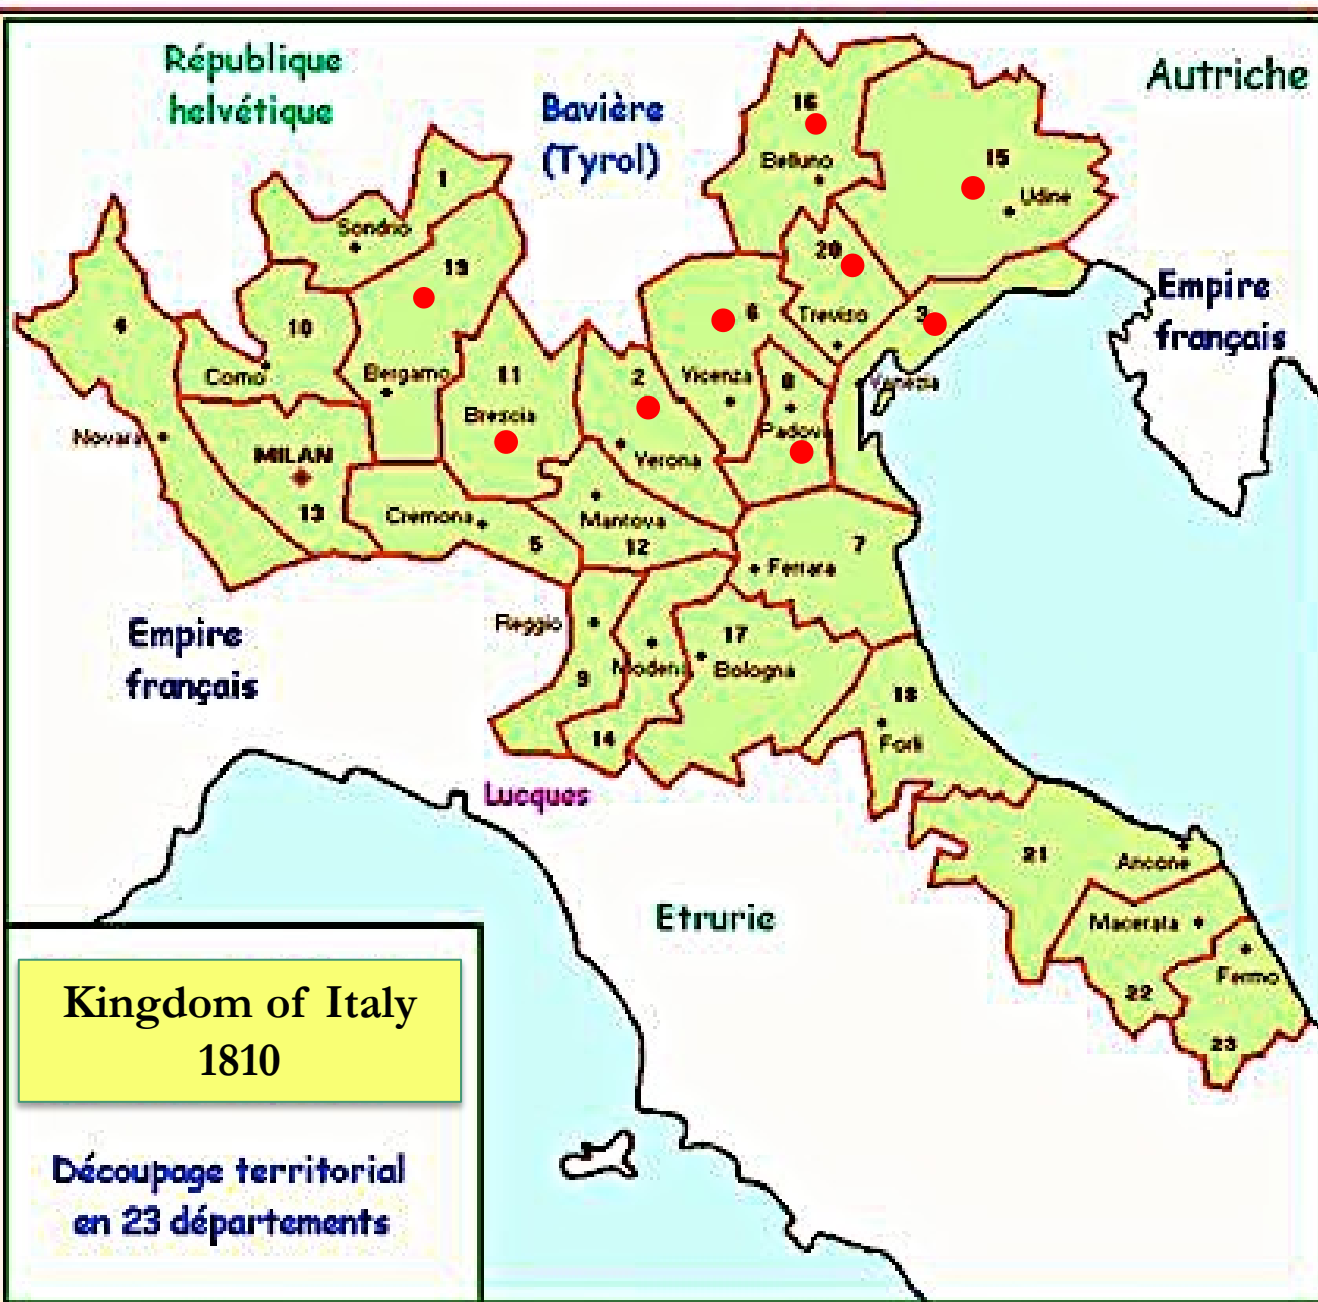 République
helvétique
Bavière
(Tyrol)
Autriche
16
Belluno
15
Udine
1
Sondrio
19
20
Treviso
3
Empire
français
4
10
Como
Bergamo
11
Brescia
2
6
Vicenza
8
Padova
Venezia
Novara
MILAN
13
Verona
Cremona
5
Mantova
12
7
Ferrara
Empire
français
Reggio
9
Modena
17
Bologna
14
18
Forli
Lucques
21
Ancone
Etrurie
Macerata
22
Fermo
23
Kingdom of Italy
1810
Découpage territorial
en 23 départements